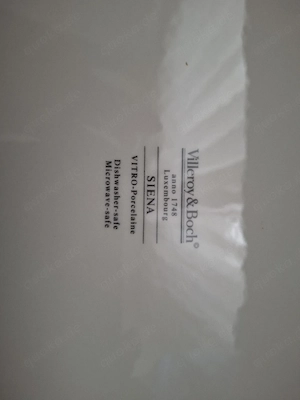 Villeroy & Boch®
anno 1748
Luxembourg
SIENA
VITRO-Porcelaine
Dishwasher-safe
Microwave-safe